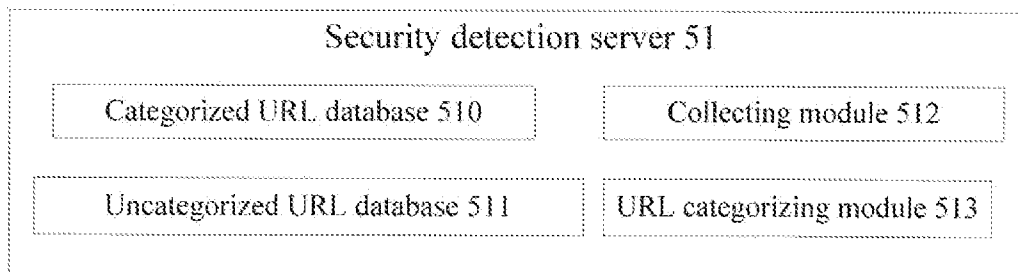 Security detection server 51
Categorized URL database 510
Collecting module 512
Uncategorized URL database 511
URL categorizing module 513